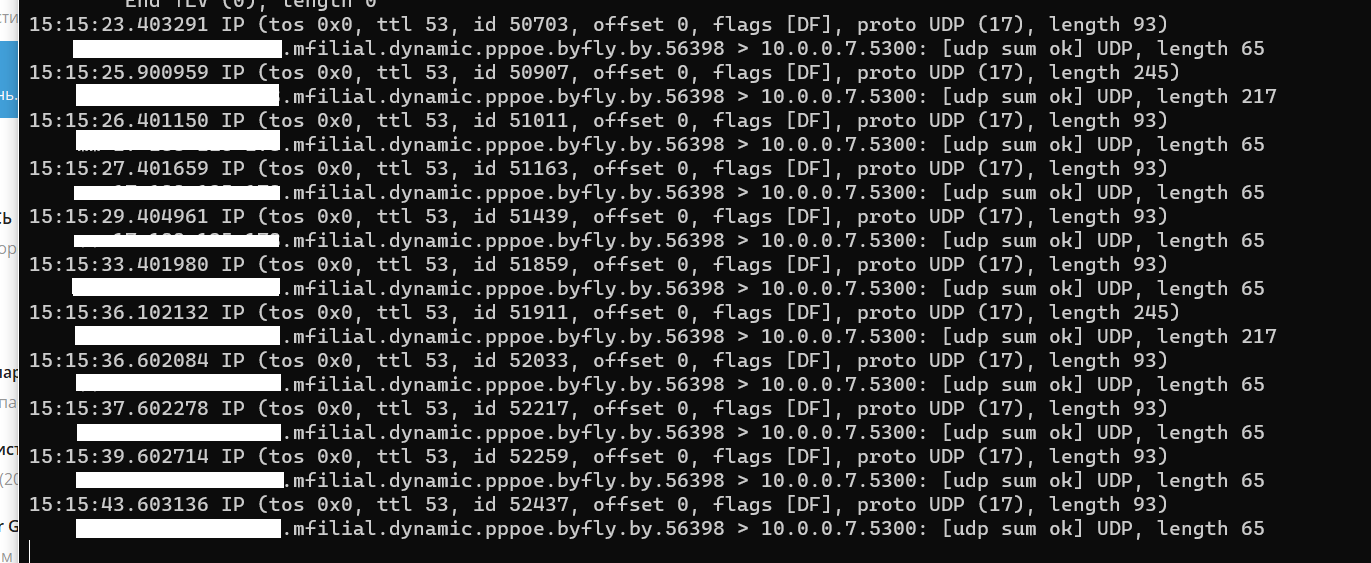 End TLV (0), length 0
15:15:23.403291 IP (tos 0x0, ttl 53, id 50703, offset 0, flags [DF], proto UDP (17), length 93)
.mfilial.dynamic.pppoe.byfly.by.56398 > 10.0.0.7.5300: [udp sum ok] UDP, length 65
15:15:25.900959 IP (tos 0x0, ttl 53, id 50907, offset 0, flags [DF], proto UDP (17), length 245)
.mfilial.dynamic.pppoe.byfly.by.56398 > 10.0.0.7.5300: [udp sum ok] UDP, length 217
15:15:26.401150 IP (tos 0x0, ttl 53, id 51011, offset 0, flags [DF], proto UDP (17), length 93)
.mfilial.dynamic.pppoe.byfly.by.56398 > 10.0.0.7.5300: [udp sum ok] UDP, length 65
15:15:27.401659 IP (tos 0x0, ttl 53, id 51163, offset 0, flags [DF], proto UDP (17), length 93)
.mfilial.dynamic.pppoe.byfly.by.56398 > 10.0.0.7.5300: [udp sum ok] UDP, length 65
15:15:29.404961 IP (tos 0x0, ttl 53, id 51439, offset 0, flags [DF], proto UDP (17), length 93)
.mfilial.dynamic.pppoe.byfly.by.56398 > 10.0.0.7.5300: [udp sum ok] UDP, length 65
15:15:33.401980 IP (tos 0x0, ttl 53, id 51859, offset 0, flags [DF], proto UDP (17), length 93)
.mfilial.dynamic.pppoe.byfly.by.56398 > 10.0.0.7.5300: [udp sum ok] UDP, length 65
15:15:36.102132 IP (tos 0x0, ttl 53, id 51911, offset 0, flags [DF], proto UDP (17), length 245)
.mfilial.dynamic.pppoe.byfly.by.56398 > 10.0.0.7.5300: [udp sum ok] UDP, length 217
15:15:36.602084 IP (tos 0x0, ttl 53, id 52033, offset 0, flags [DF], proto UDP (17), length 93)
.mfilial.dynamic.pppoe.byfly.by.56398 > 10.0.0.7.5300: [udp sum ok] UDP, length 65
15:15:37.602278 IP (tos 0x0, ttl 53, id 52217, offset 0, flags [DF], proto UDP (17), length 93)
.mfilial.dynamic.pppoe.byfly.by.56398 > 10.0.0.7.5300: [udp sum ok] UDP, length 65
15:15:39.602714 IP (tos 0x0, ttl 53, id 52259, offset 0, flags [DF], proto UDP (17), length 93)
.mfilial.dynamic.pppoe.byfly.by.56398 > 10.0.0.7.5300: [udp sum ok] UDP, length 65
15:15:43.603136 IP (tos 0x0, ttl 53, id 52437, offset 0, flags [DF], proto UDP (17), length 93)
.mfilial.dynamic.pppoe.byfly.by.56398 > 10.0.0.7.5300: [udp sum ok] UDP, length 65